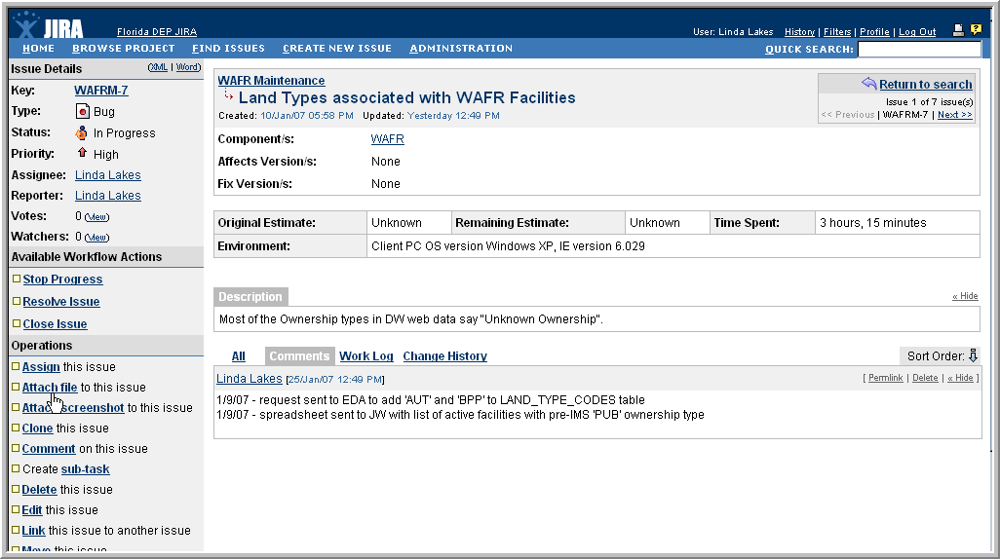 JIRA
Florida DEP JIRA
User: Linda Lakes History | Filters | Profile | Log Out
HOME BROWSE PROJECT FIND ISSUES CREATE NEW ISSUE ADMINISTRATION QUICK SEARCH:
Issue Details (XML | Word)
Key: WAFRM-7
Type: Bug
Status: In Progress
Priority: High
Assignee: Linda Lakes
Reporter: Linda Lakes
Votes: 0 (View)
Watchers: 0 (View)
Available Workflow Actions
Stop Progress
Resolve Issue
Close Issue
Operations
Assign this issue
Attach file to this issue
Attach screenshot to this issue
Clone this issue
Comment on this issue
Create sub-task
Delete this issue
Edit this issue
Link this issue to another issue
Move this issue
WAFR Maintenance
Land Types associated with WAFR Facilities
Created: 10/Jan/07 05:58 PM Updated: Yesterday 12:49 PM
Return to search
Issue 1 of 7 issue(s)
<< Previous | WAFRM-7 | Next >>
Component/s: WAFR
Affects Version/s: None
Fix Version/s: None
Original Estimate: Unknown Remaining Estimate: Unknown Time Spent: 3 hours, 15 minutes
Environment: Client PC OS version Windows XP, IE version 6.029
Description « Hide
Most of the Ownership types in DW web data say "Unknown Ownership".
All Comments Work Log Change History Sort Order:
Linda Lakes [25/Jan/07 12:49 PM] [ Permlink | Delete | « Hide ]
1/9/07 - request sent to EDA to add 'AUT' and 'BPP' to LAND_TYPE_CODES table
1/9/07 - spreadsheet sent to JW with list of active facilities with pre-IMS 'PUB' ownership type